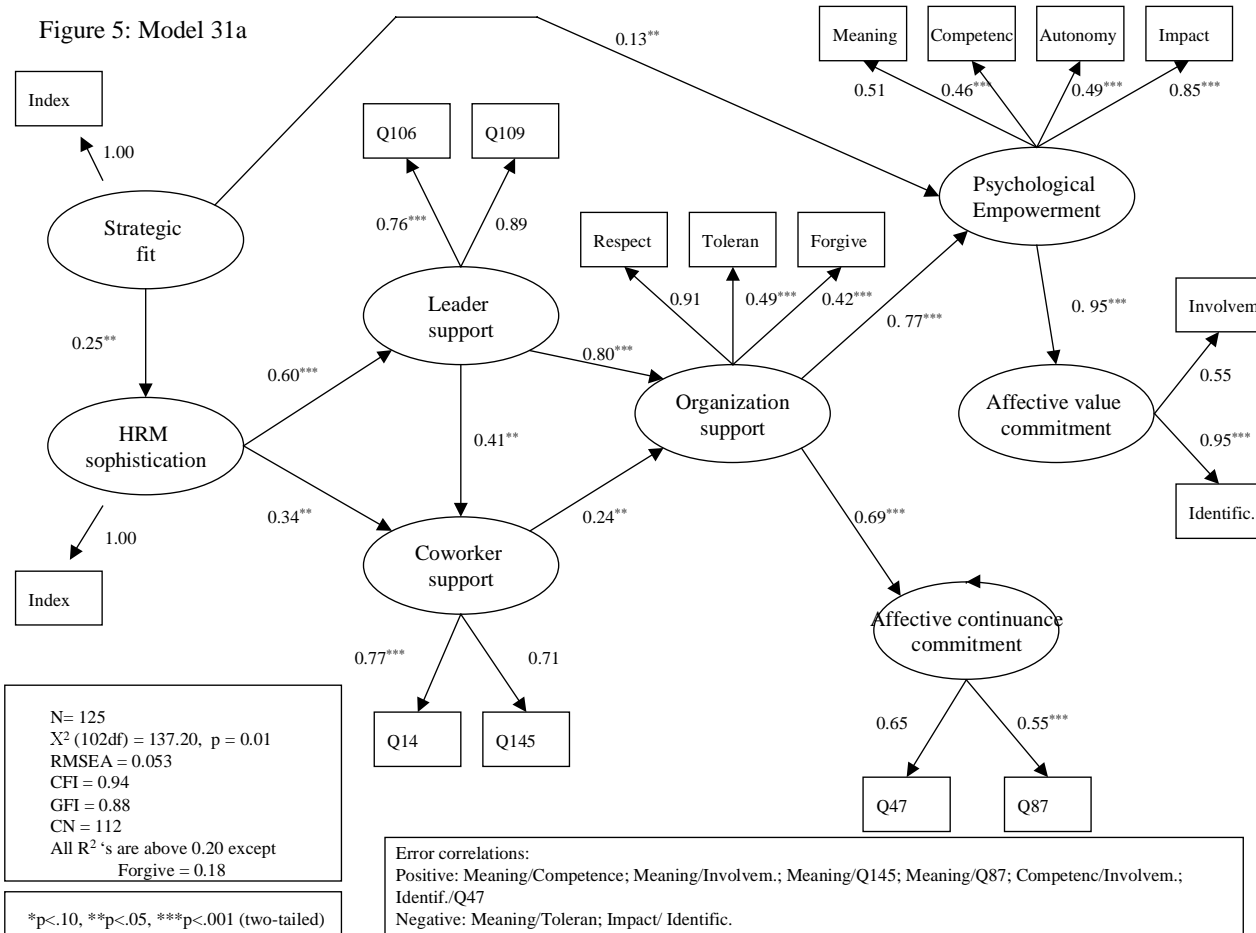 Figure 5: Model 31a
0.13**
Meaning
Competenc
Autonomy
Impact
0.51
0.46***
0.49***
0.85***
Index
1.00
Q106
Q109
Psychological
Empowerment
Strategic
fit
0.76***
0.89
Respect
Toleran
Forgive
Leader
support
0.91
0.49***
0.42***
0.77***
0. 95***
Involvem
0.25**
0.60***
0.80***
0.55
Organization
support
Affective value
commitment
HRM
sophistication
0.41**
0.95***
0.34**
0.24**
0.69***
Identific.
1.00
Coworker
support
Index
Affective continuance
commitment
0.77***
0.71
Q14
Q145
0.65
0.55***
Q47
Q87
N= 125
X² (102df) = 137.20, p = 0.01
RMSEA = 0.053
CFI = 0.94
GFI = 0.88
CN = 112
All R² ‘s are above 0.20 except
Forgive = 0.18
*p<.10, **p<.05, ***p<.001 (two-tailed)
Error correlations:
Positive: Meaning/Competence; Meaning/Involvem.; Meaning/Q145; Meaning/Q87; Competenc/Involvem.;
Identif./Q47
Negative: Meaning/Toleran; Impact/ Identific.